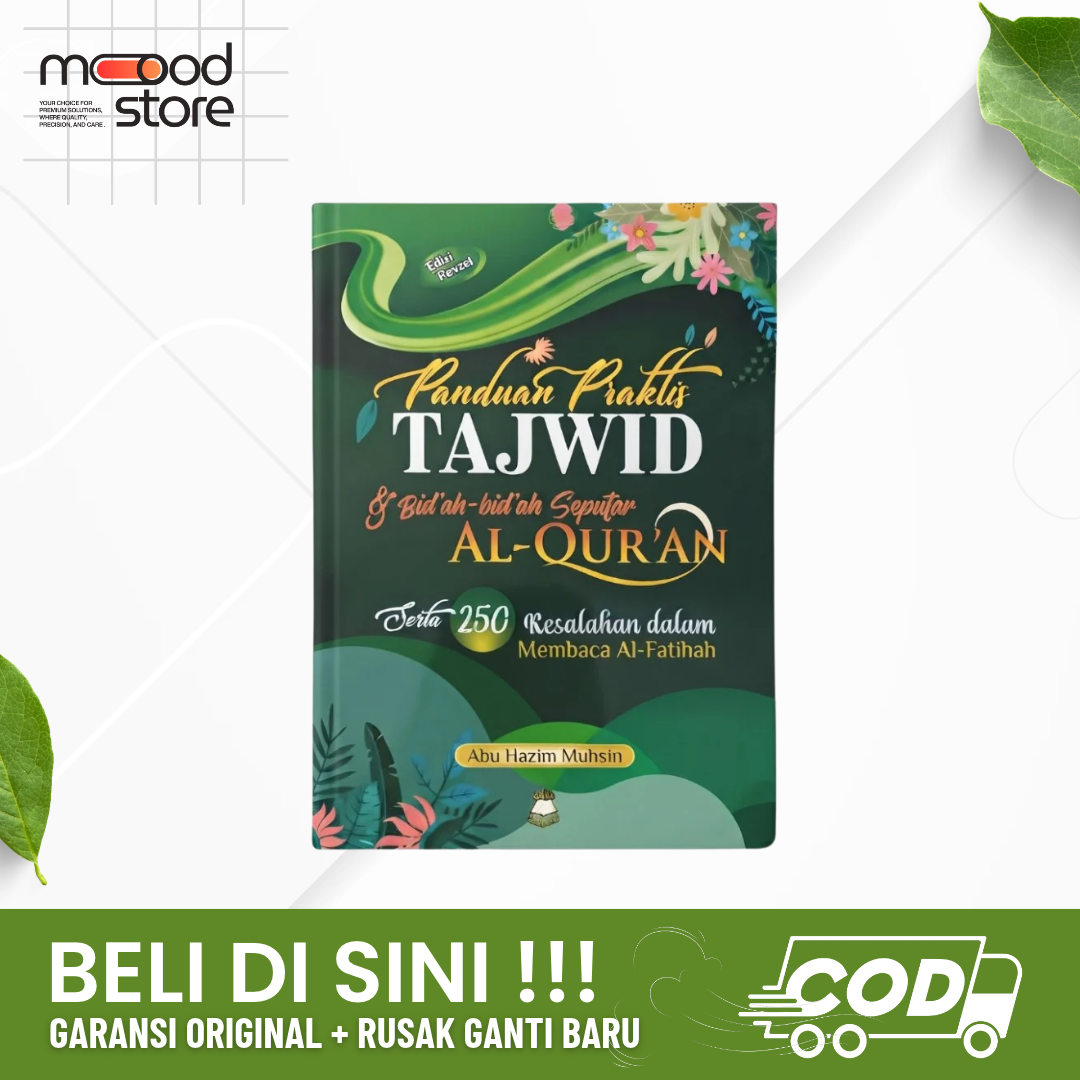 mood
store
YOUR CHOICE FOR
PREMIUM SOLUTIONS,
WHERE QUALITY,
PRECISION, AND CARE.
Edisi
Revzel
Panduan Praktis
TAJWID
& Bid'ah-bid'ah Seputar
AL-QUR'AN
Serta 250 Kesalahan dalam
Membaca Al-Fatihah
Abu Hazim Muhsin
BELI DI SINI !!!
GARANSI ORIGINAL + RUSAK GANTI BARU
COD